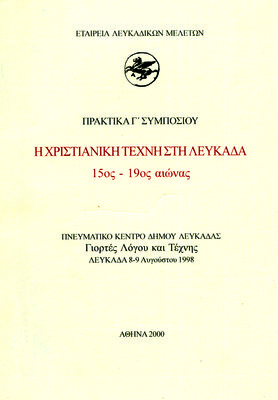 ΕΤΑΙΡΕΙΑ ΛΕΥΚΑΔΙΚΩΝ ΜΕΛΕΤΩΝ
ΠΡΑΚΤΙΚΑ Γ΄ ΣΥΜΠΟΣΙΟΥ
Η ΧΡΙΣΤΙΑΝΙΚΗ ΤΕΧΝΗ ΣΤΗ ΛΕΥΚΑΔΑ
15ος - 19ος αιώνας
ΠΝΕΥΜΑΤΙΚΟ ΚΕΝΤΡΟ ΔΗΜΟΥ ΛΕΥΚΑΔΑΣ
Γιορτές Λόγου και Τέχνης
ΛΕΥΚΑΔΑ 8-9 Αυγούστου 1998
ΑΘΗΝΑ 2000